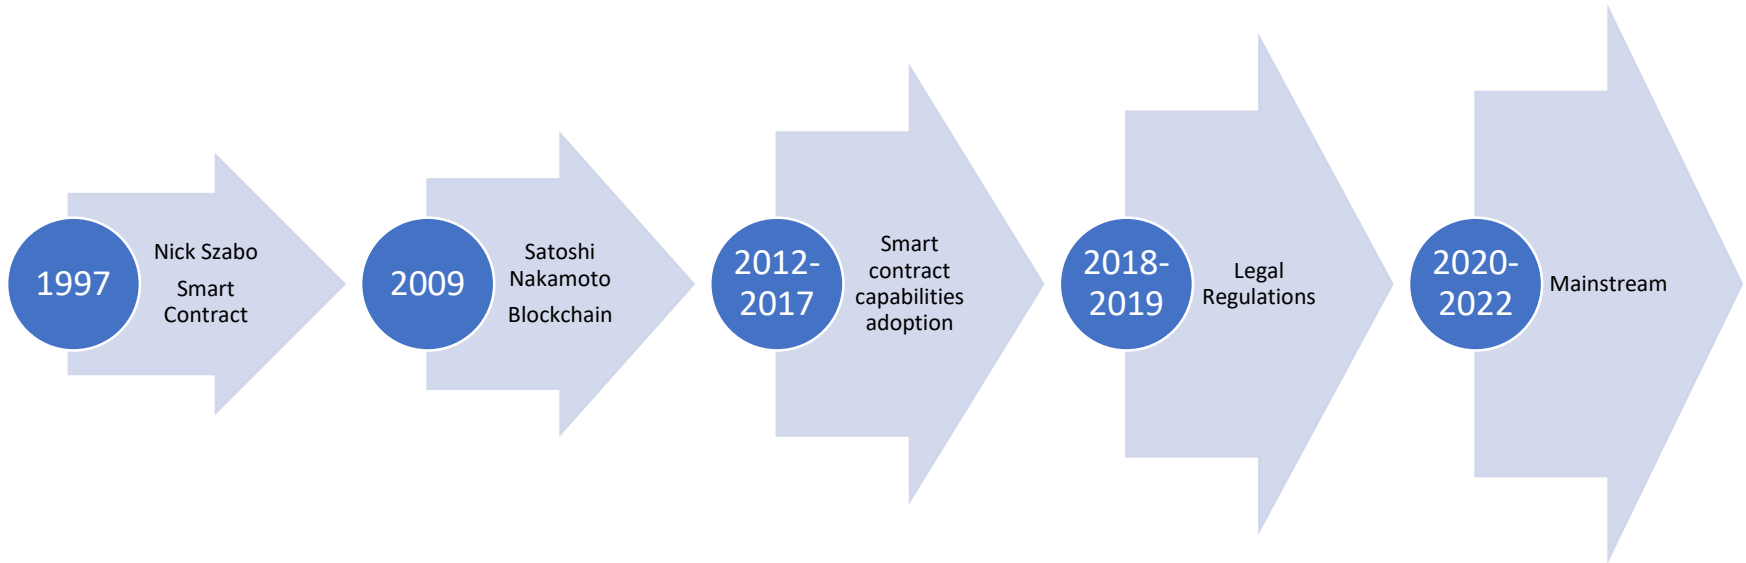 1997
Nick Szabo
Smart
Contract
2009
Satoshi
Nakamoto
Blockchain
2012-
2017
Smart
contract
capabilities
adoption
2018-
2019
Legal
Regulations
2020-
2022
Mainstream